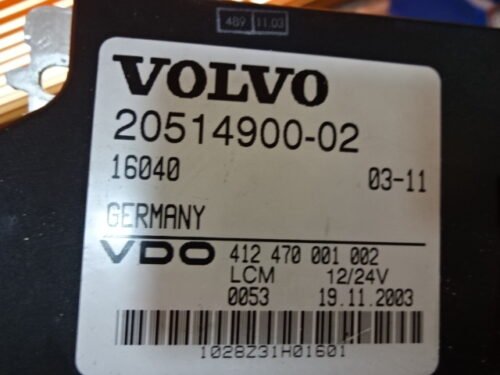 489 11.03
VOLVO
20514900-02
16040 03-11
GERMANY
VDO 412 470 001 002
LCM 12/24V
0053 19.11.2003
1028Z31H01601